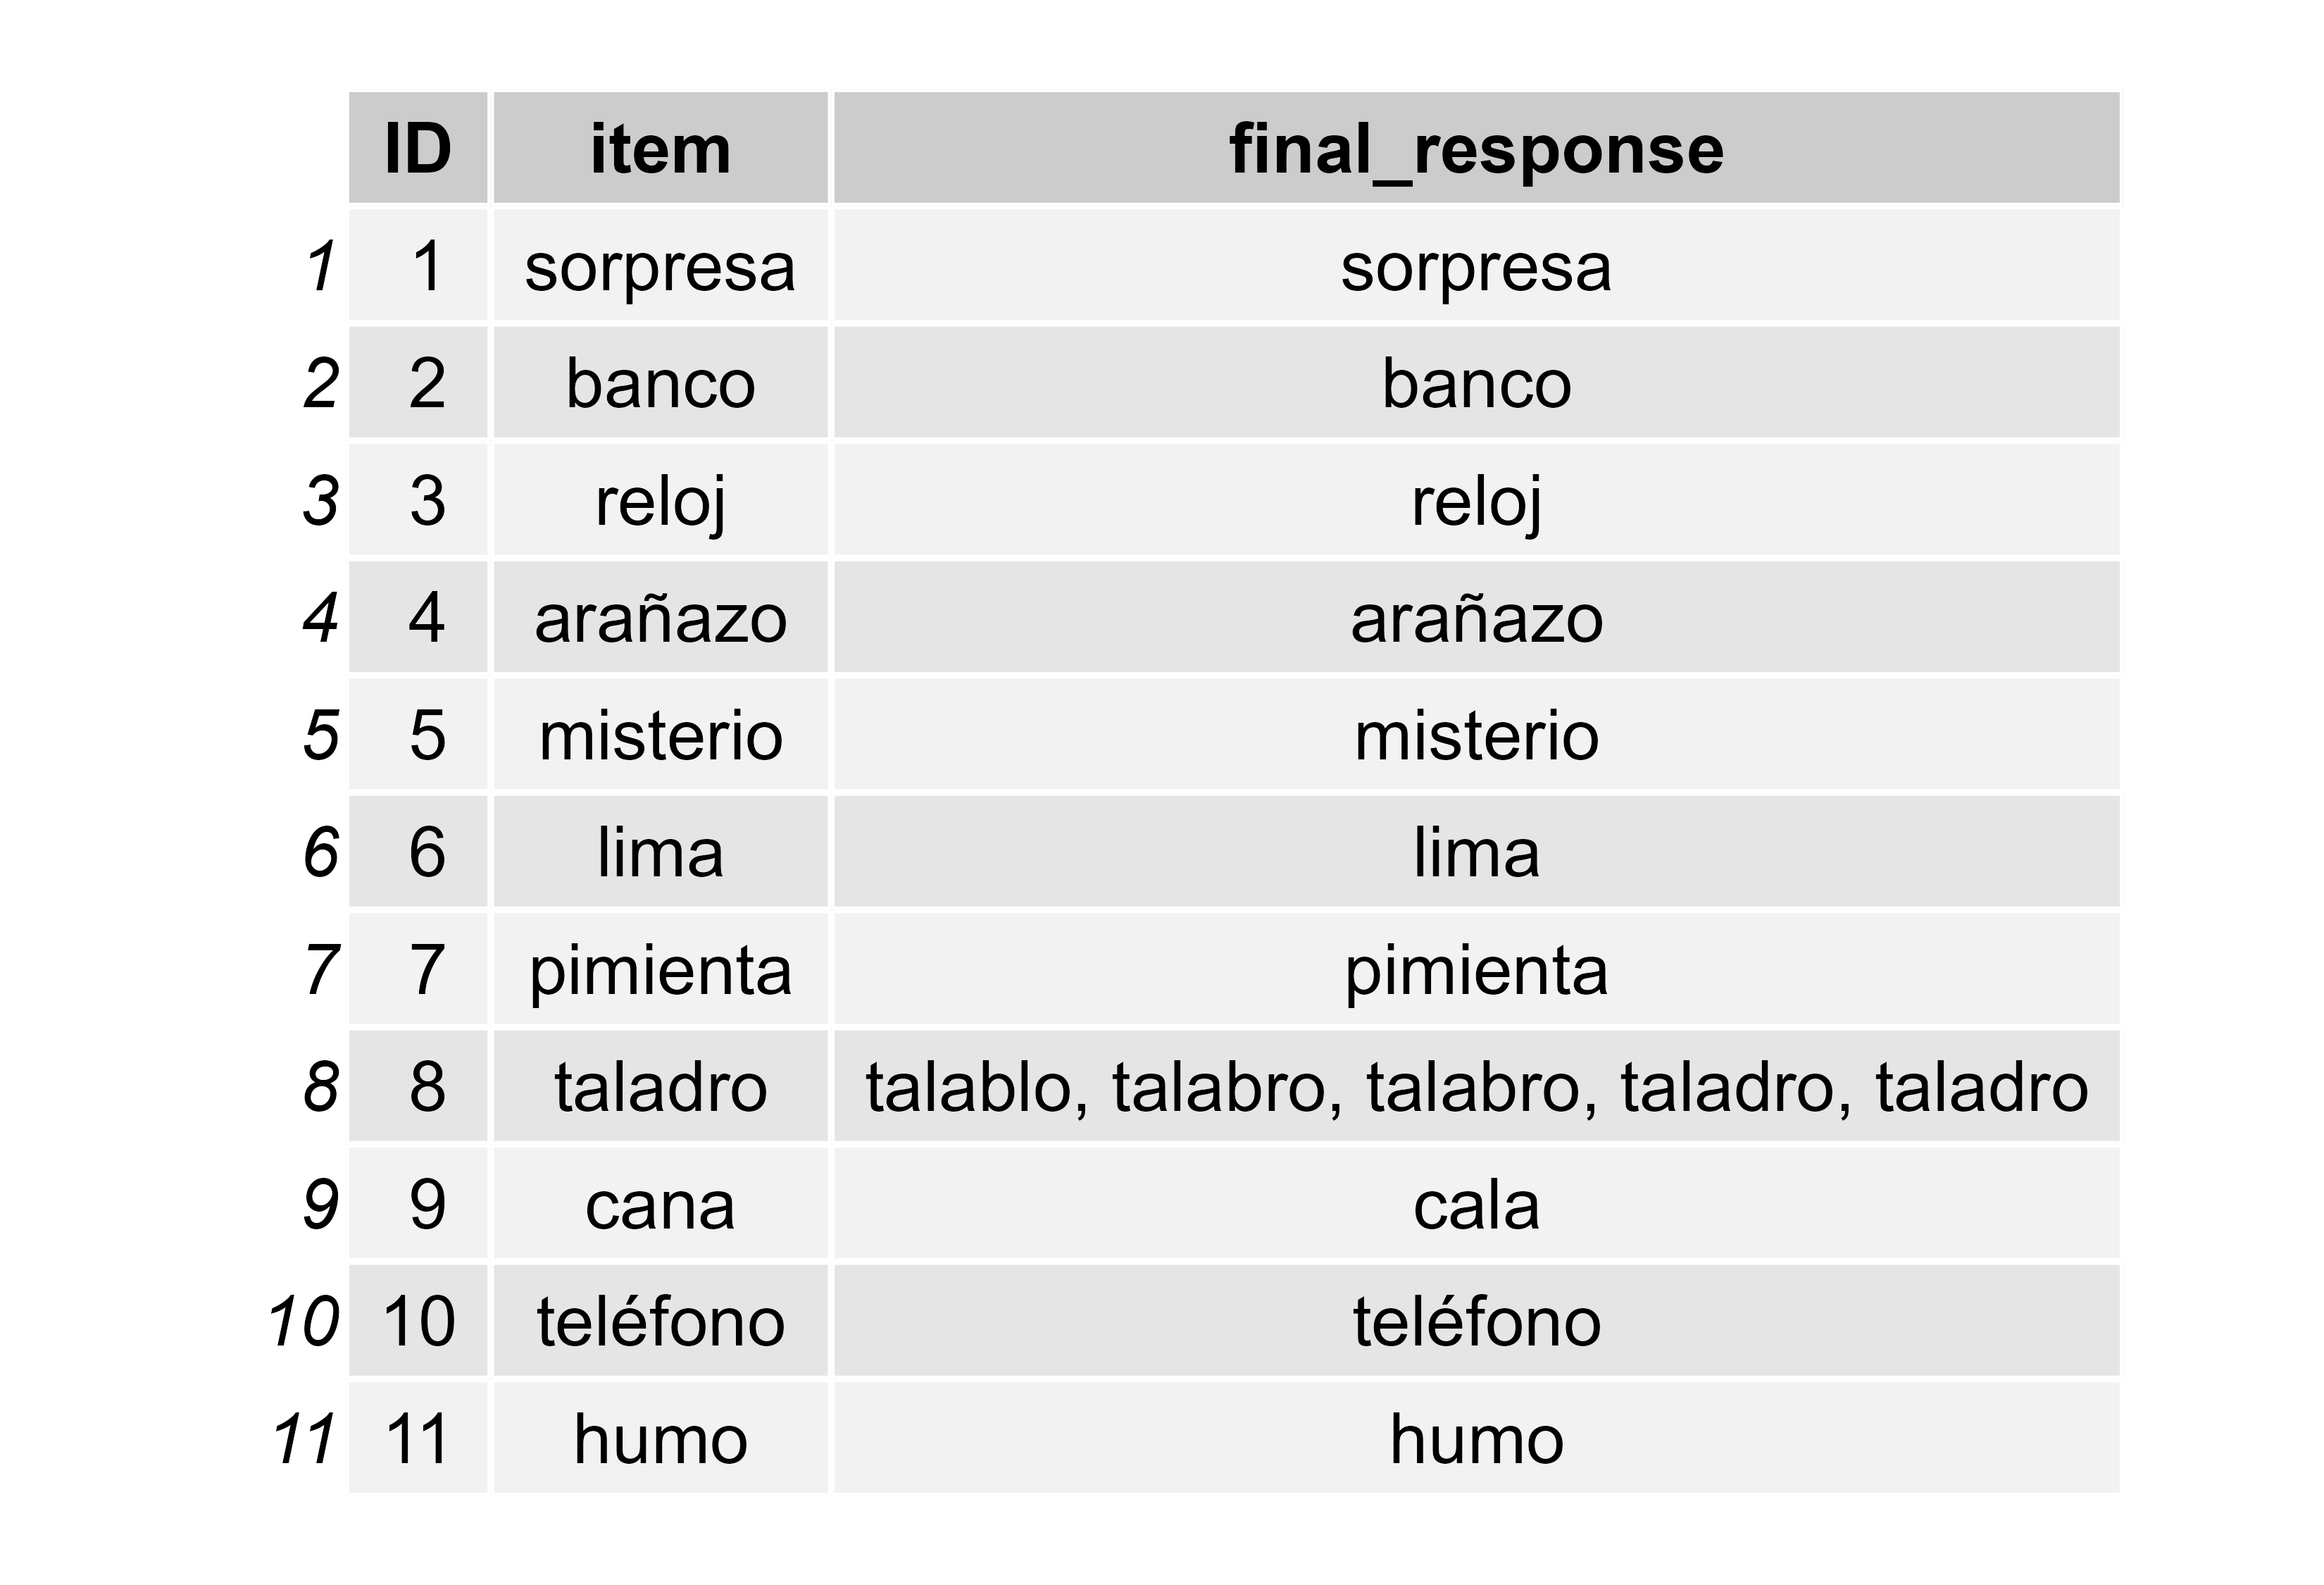 ID item final_response
1 1 sorpresa sorpresa
2 2 banco banco
3 3 reloj reloj
4 4 arañazo arañazo
5 5 misterio misterio
6 6 lima lima
7 7 pimienta pimienta
8 8 taladro talablo, talabro, talabro, taladro, taladro
9 9 cana cala
10 10 teléfono teléfono
11 11 humo humo